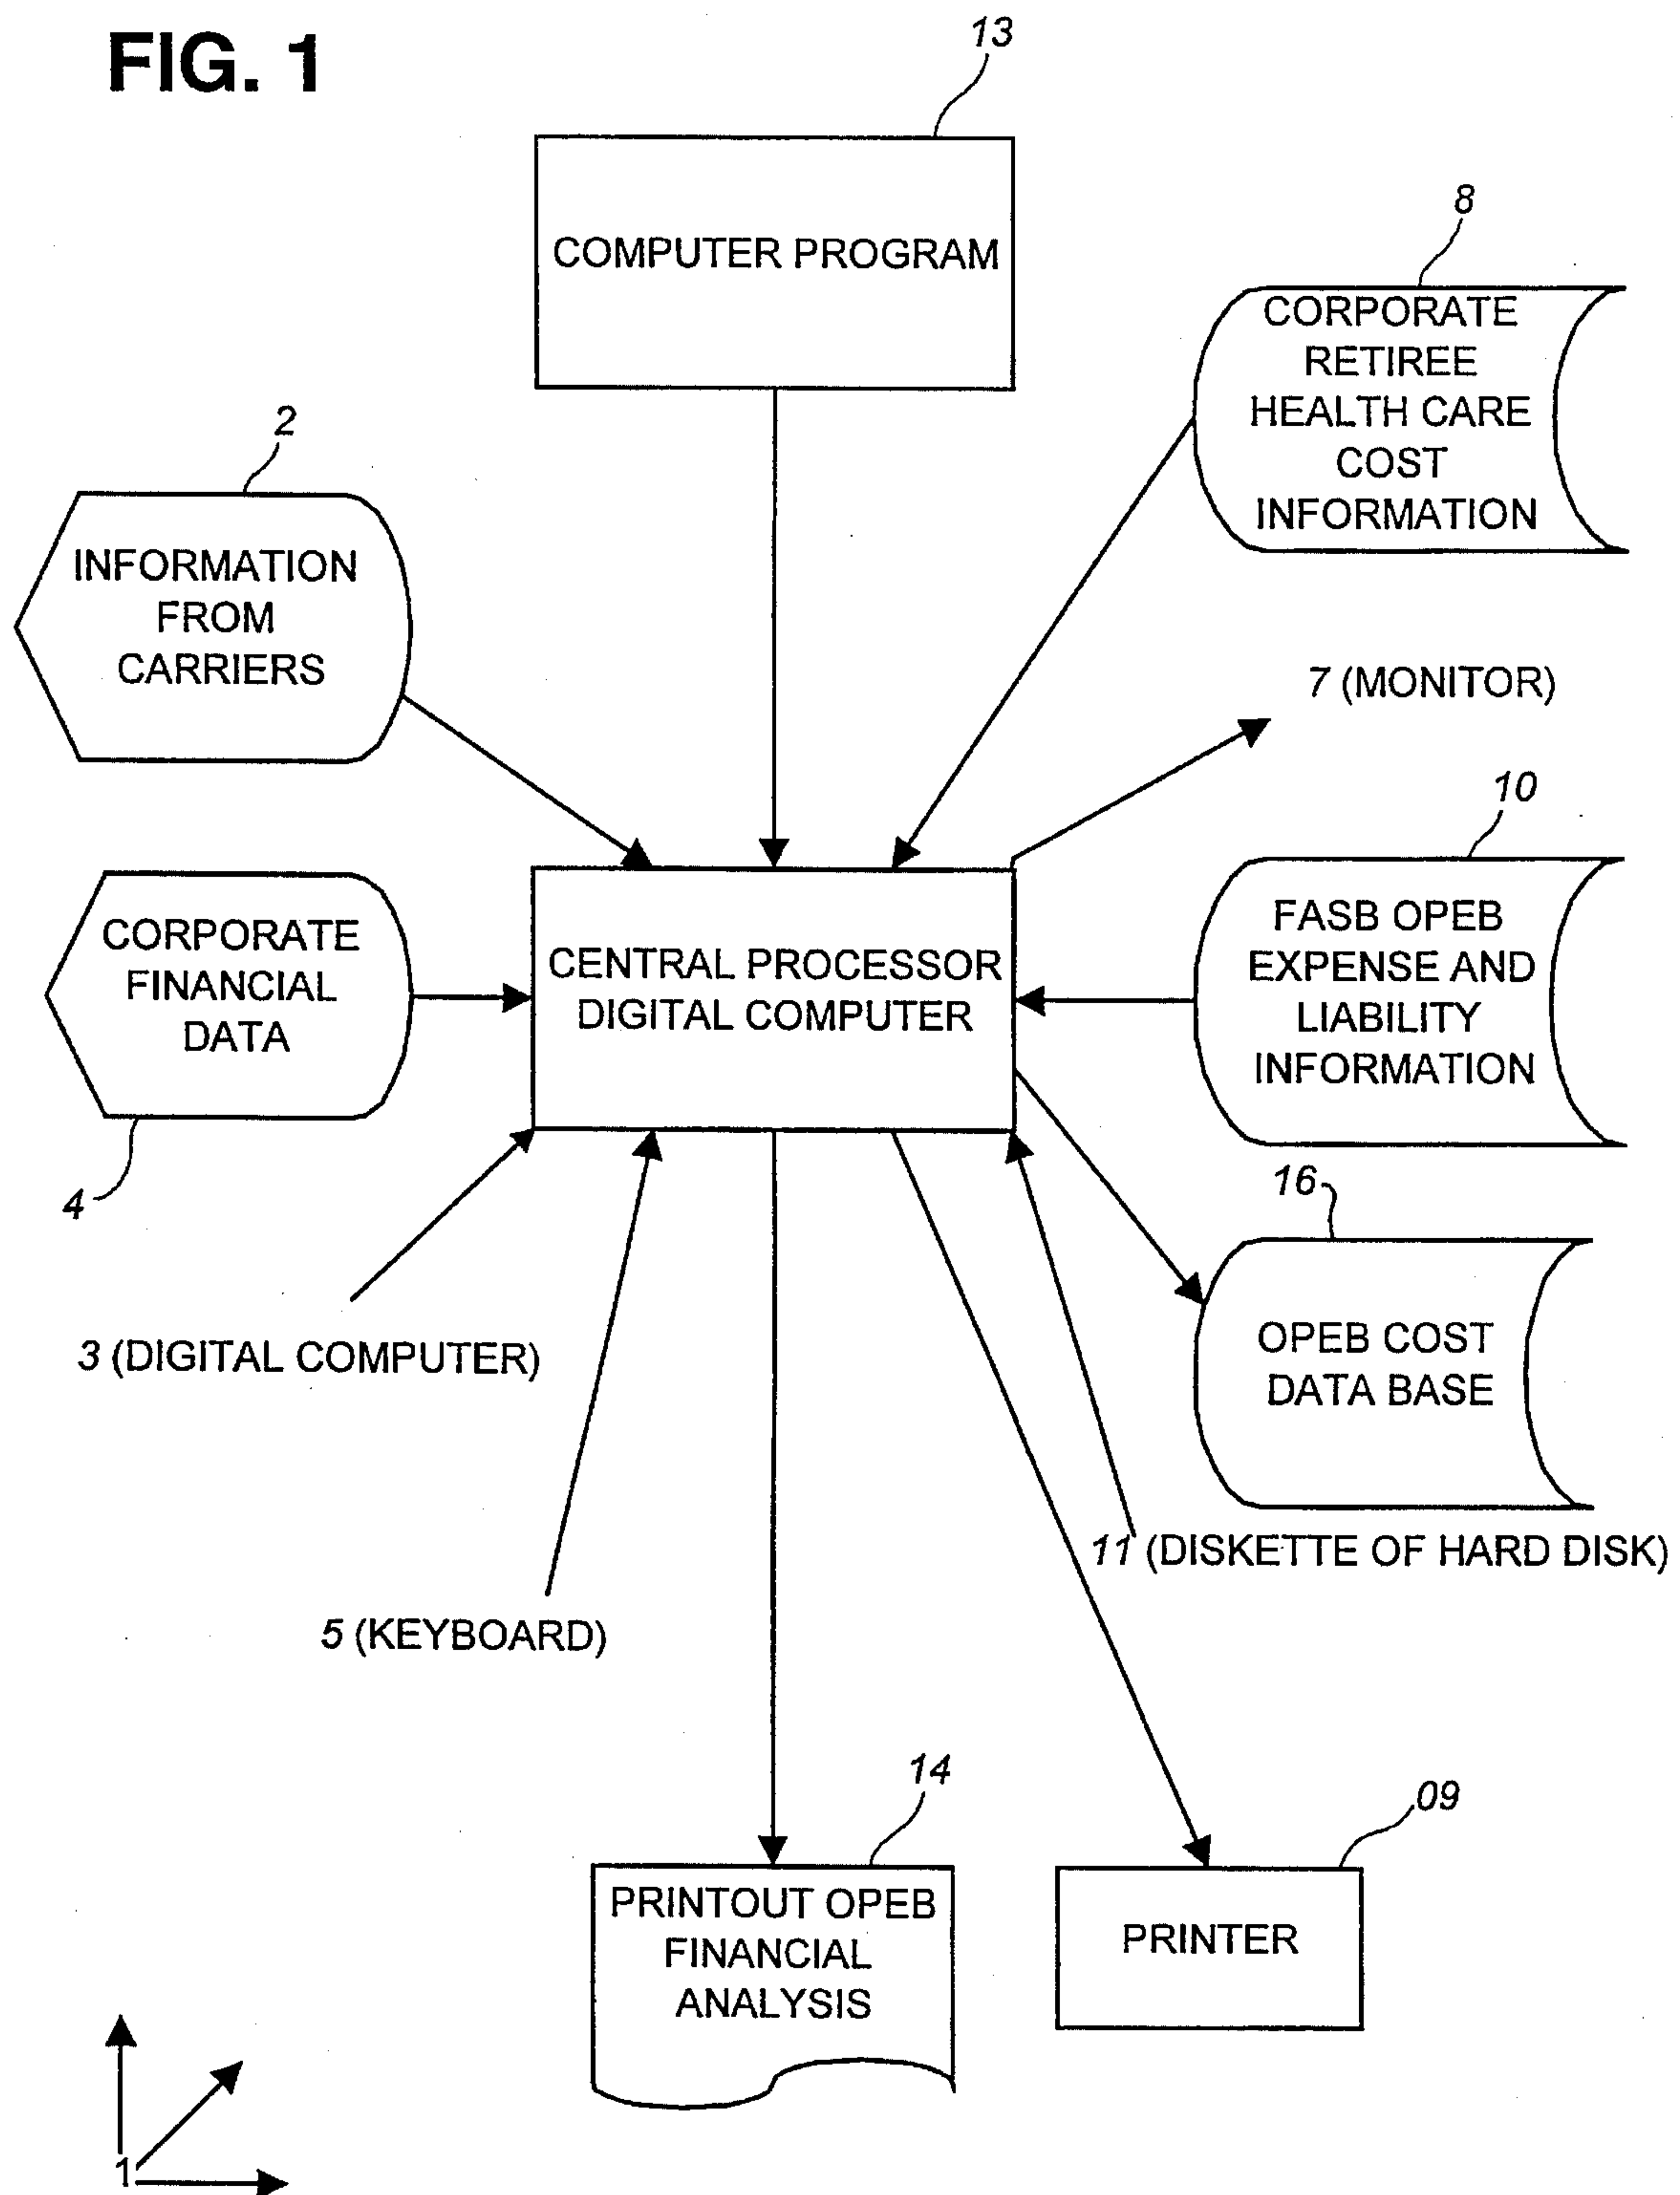 FIG. 1
13
COMPUTER PROGRAM
8
CORPORATE
RETIREE
HEALTH CARE
COST
INFORMATION
2
INFORMATION
FROM
CARRIERS
7 (MONITOR)
10
FASB OPEB
EXPENSE AND
LIABILITY
INFORMATION
CORPORATE
FINANCIAL
DATA
4
CENTRAL PROCESSOR
DIGITAL COMPUTER
16
OPEB COST
DATA BASE
3 (DIGITAL COMPUTER)
11 (DISKETTE OF HARD DISK)
5 (KEYBOARD)
14
PRINTOUT OPEB
FINANCIAL
ANALYSIS
09
PRINTER
1